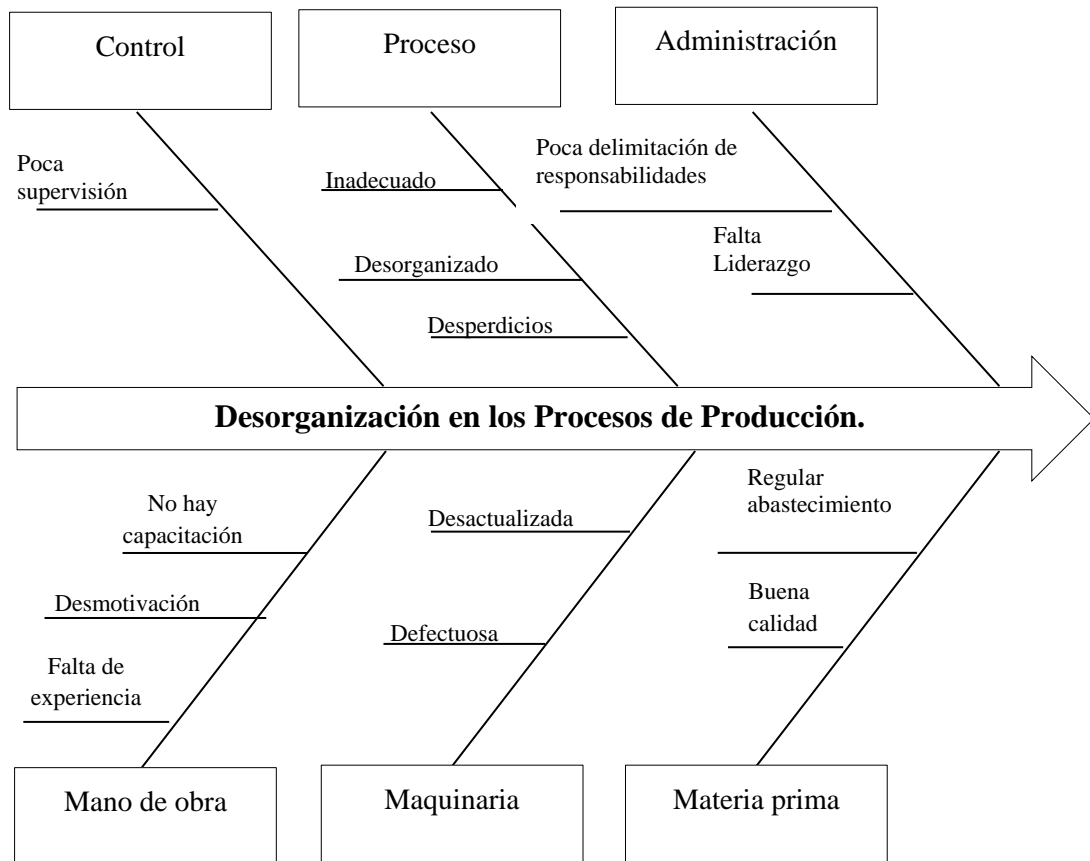 Control
Proceso
Administración
Poca
supervisión
Inadecuado
Desorganizado
Desperdicios
Poca delimitación de
responsabilidades
Falta
Liderazgo
Desorganización en los Procesos de Producción.
No hay
capacitación
Desmotivación
Falta de
experiencia
Desactualizada
Defectuosa
Regular
abastecimiento
Buena
calidad
Mano de obra
Maquinaria
Materia prima